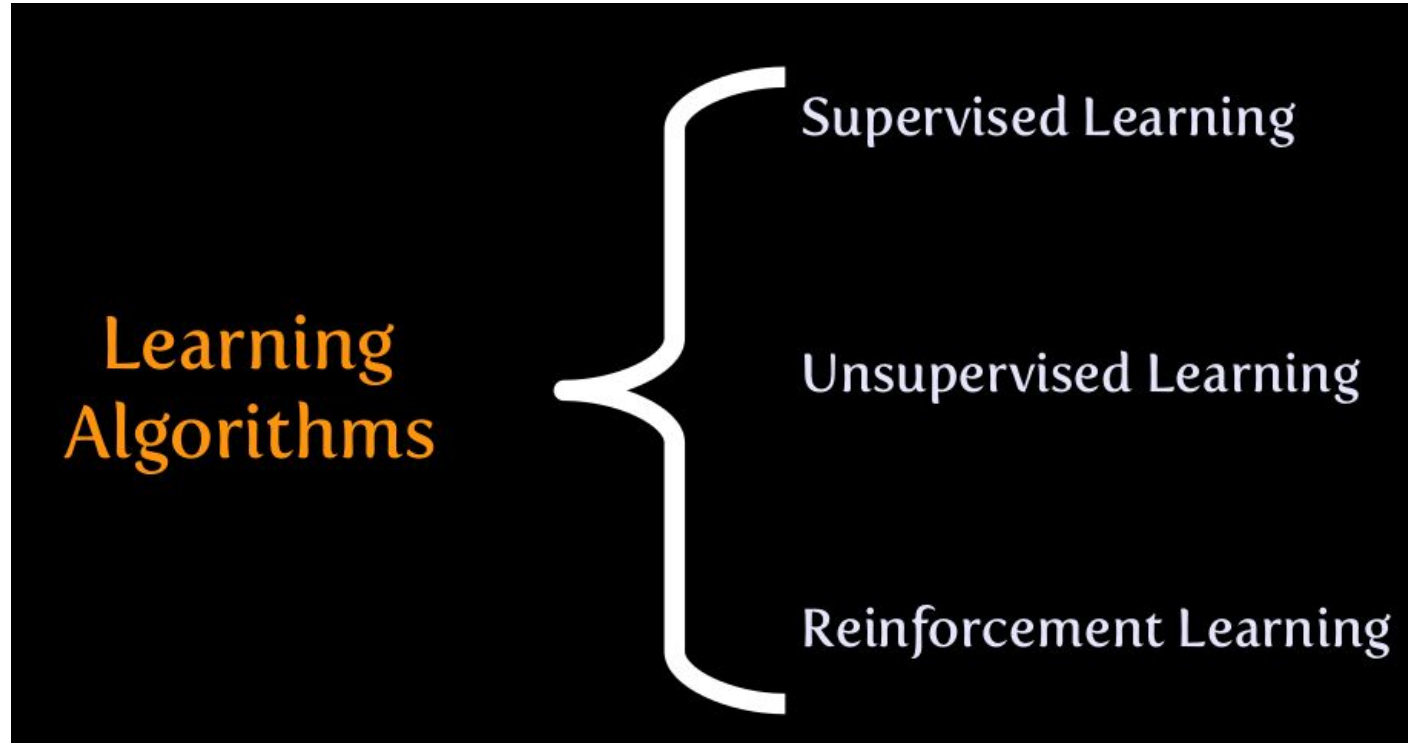 Learning
Algorithms
Supervised Learning
Unsupervised Learning
Reinforcement Learning